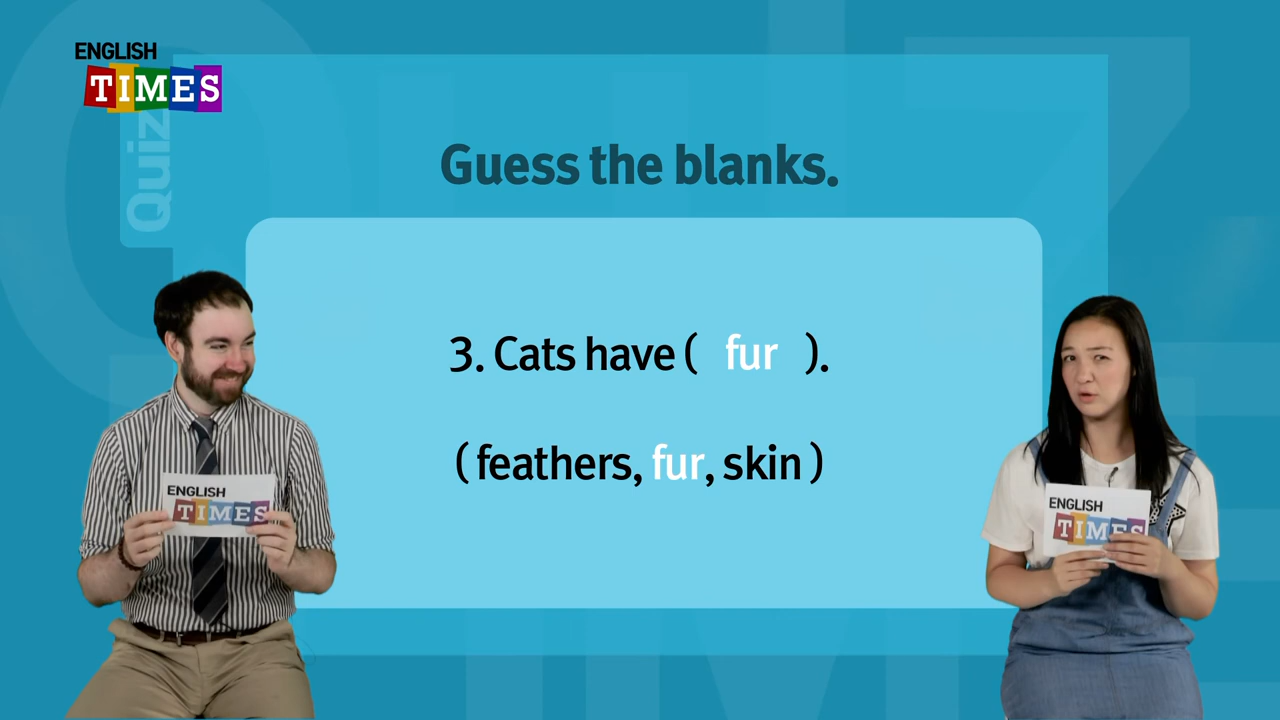 ENGLISH
TIMES
Quiz
Guess the blanks.
3. Cats have ( fur ).
( feathers, fur, skin )
ENGLISH
TIMES
ENGLISH
TIMES